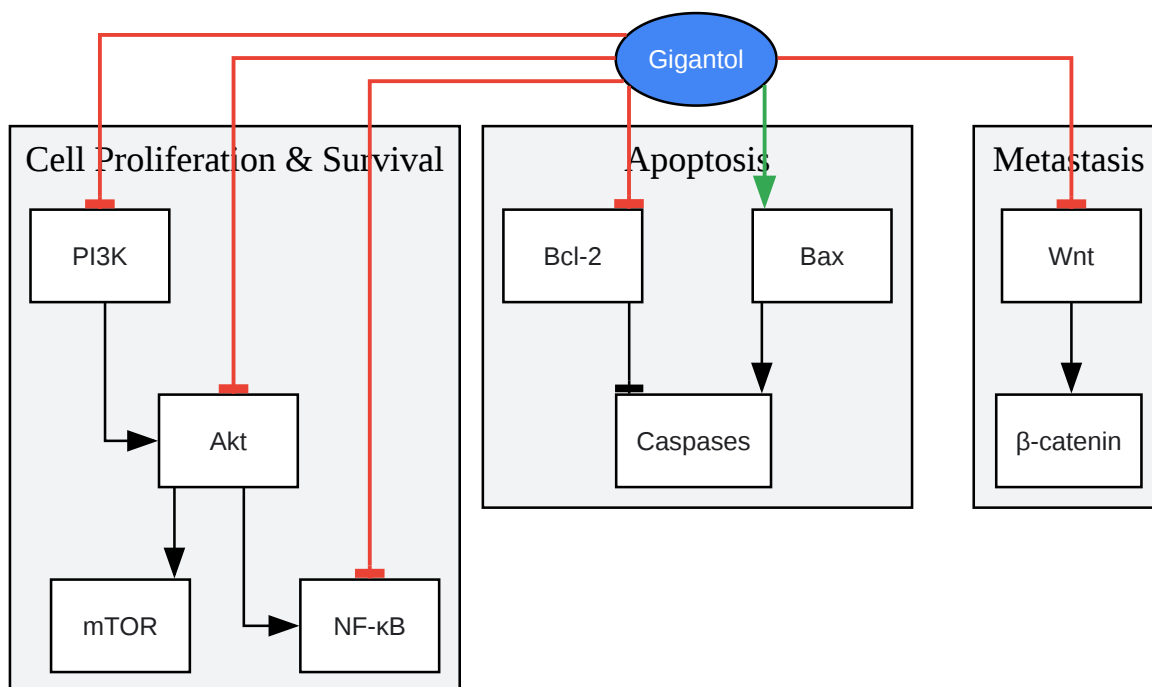 Gigantol
Cell Proliferation & Survival
Apoptosis
Metastasis
PI3K
Bcl-2
Bax
Wnt
Akt
Caspases
β-catenin
mTOR
NF-κB